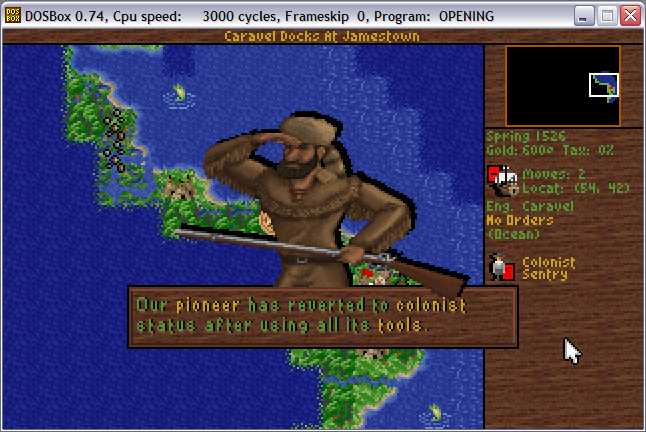 DOSBox 0.74, Cpu speed: 3000 cycles, Frameskip 0, Program: OPENING
Caravel Docks At Jamestown
Spring 1526
Gold: 600 Tax: 0%
Moves: 2
Locat: (54, 42)
Eng. Caravel
No Orders
(Ocean)
Colonist
Sentry
Our pioneer has reverted to colonist
status after using all its tools.